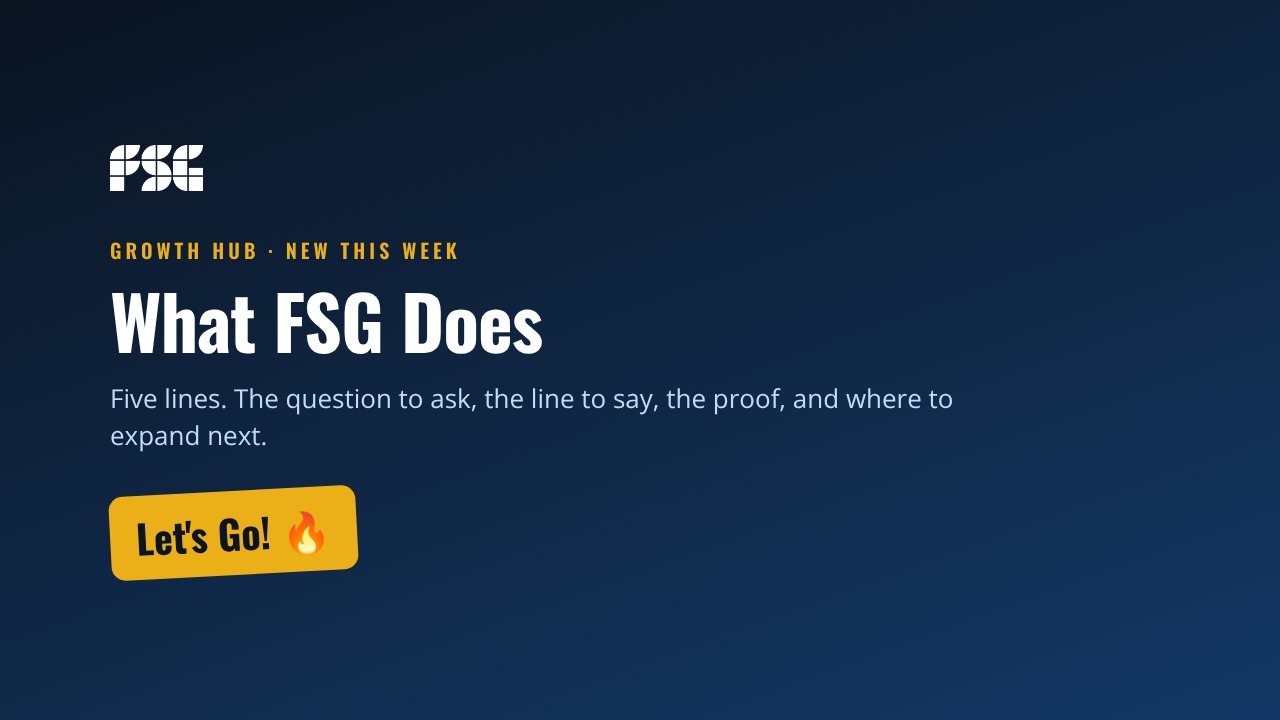 FSG
GROWTH HUB · NEW THIS WEEK
What FSG Does
Five lines. The question to ask, the line to say, the proof, and where to
expand next.
Let's Go! 🔥